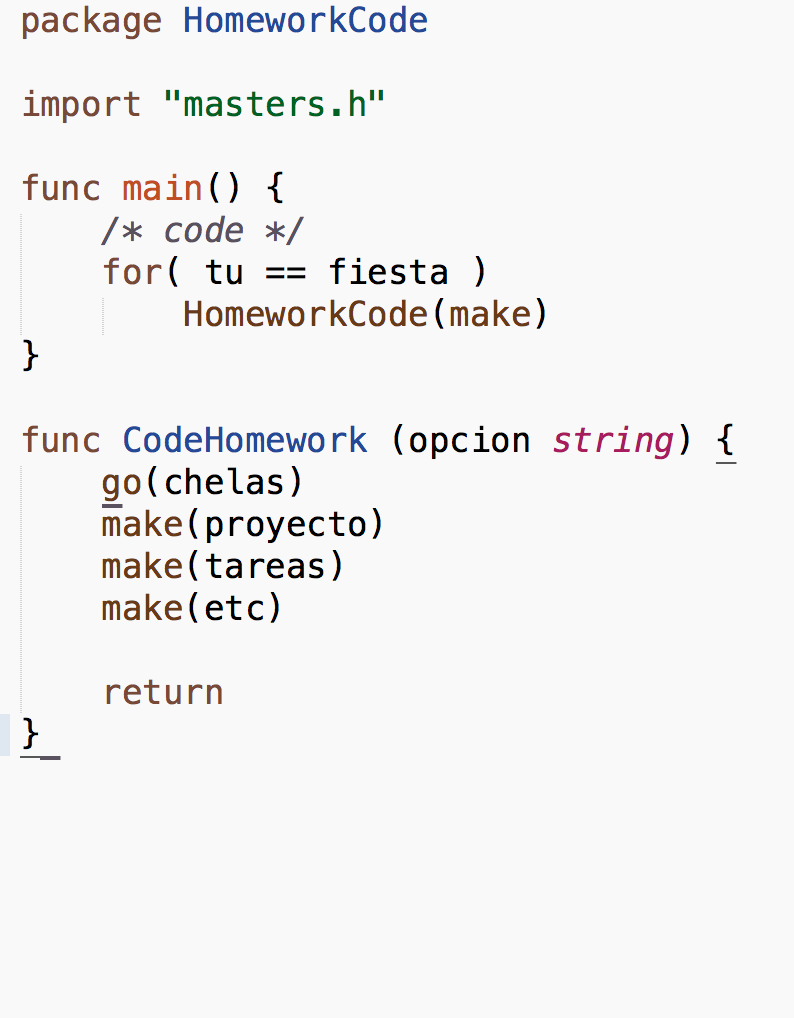 package HomeworkCode
import "masters.h"
func main() {
/* code */
for( tu == fiesta )
HomeworkCode(make)
}
func CodeHomework (opcion string) {
go(chelas)
make(proyecto)
make(tareas)
make(etc)
return
}